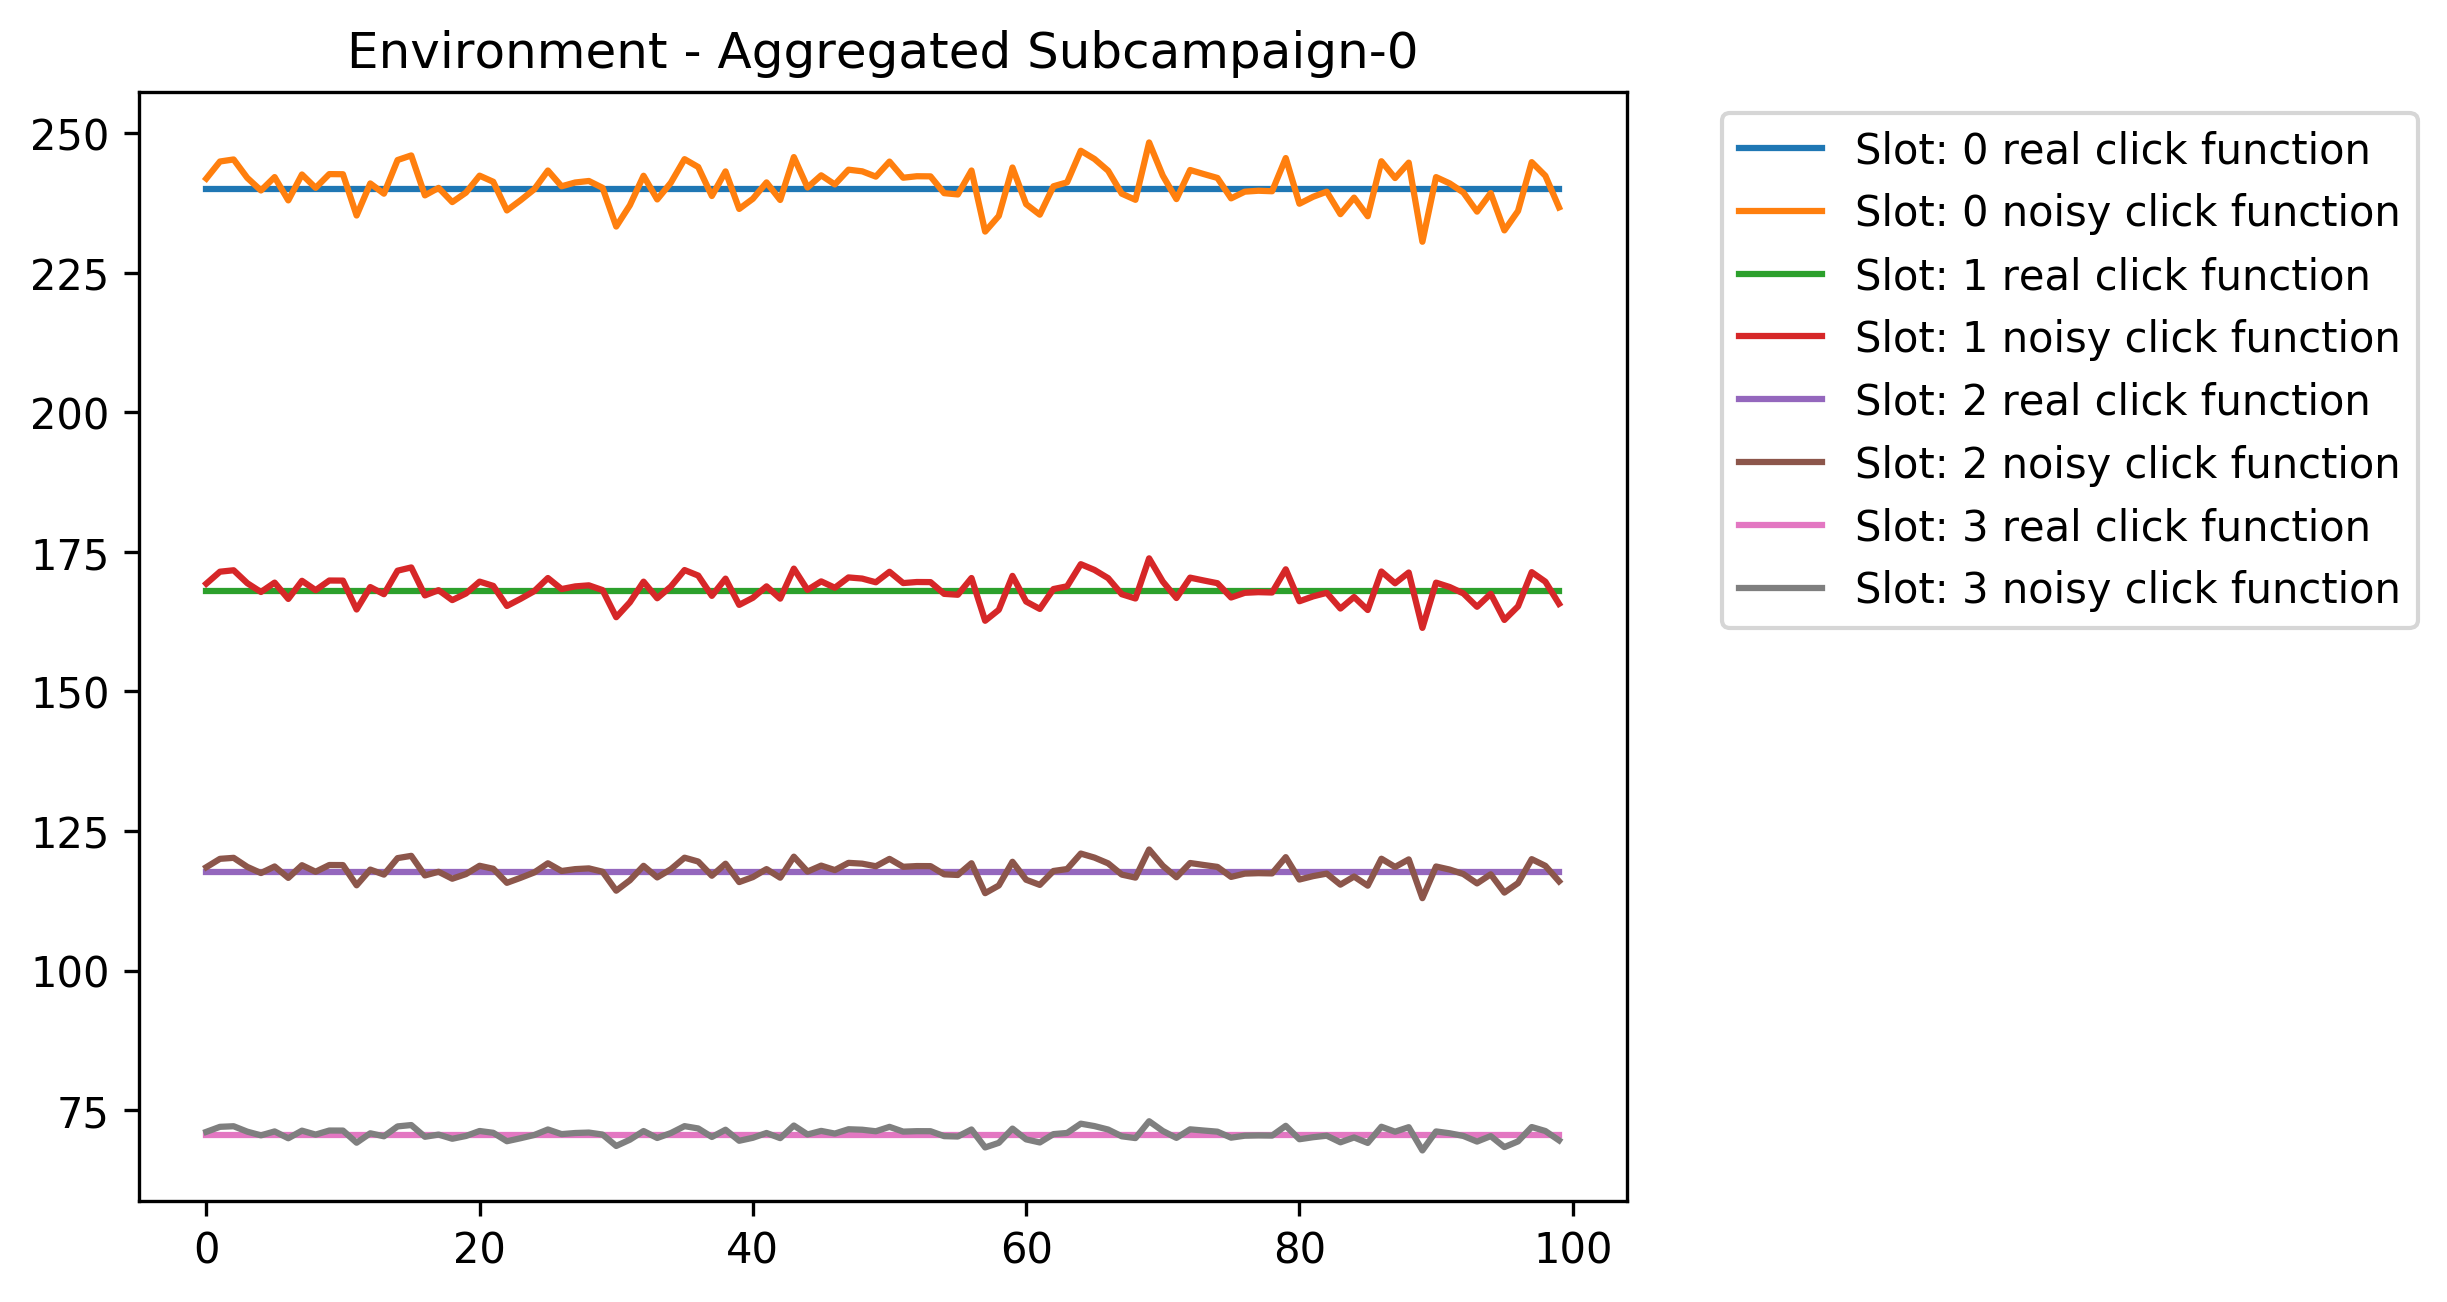 Environment - Aggregated Subcampaign-0
250
225
200
175
150
125
100
75
0 20 40 60 80 100
Slot: 0 real click function
Slot: 0 noisy click function
Slot: 1 real click function
Slot: 1 noisy click function
Slot: 2 real click function
Slot: 2 noisy click function
Slot: 3 real click function
Slot: 3 noisy click function